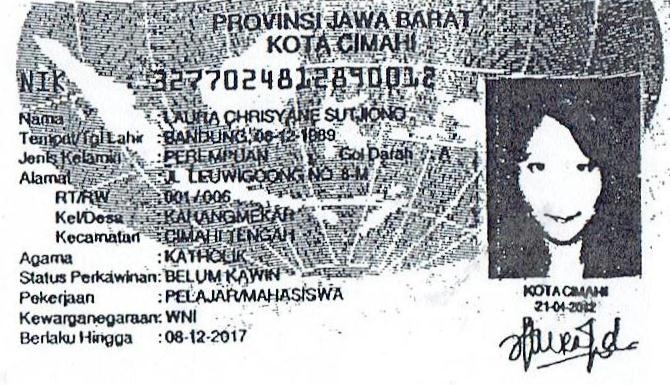 PROVINSI JAWA BARAT
KOTA CIMAHI
NIK : 3277024812890012
Nama : LAURA CHRISYANE SUTJIONO
Tempat/Tgl Lahir : BANDUNG, 08-12-1989
Jenis Kelamin : PEREMPUAN Gol Darah : A
Alamat : JL LEUWIGOONG NO 8-M
RT/RW : 001/006
Kel/Desa : KARANGMEKAR
Kecamatan : CIMAHI TENGAH
Agama : KATHOLIK
Status Perkawinan: BELUM KAWIN
Pekerjaan : PELAJAR/MAHASISWA
Kewarganegaraan: WNI
Berlaku Hingga : 08-12-2017
KOTA CIMAHI
21-04-2012